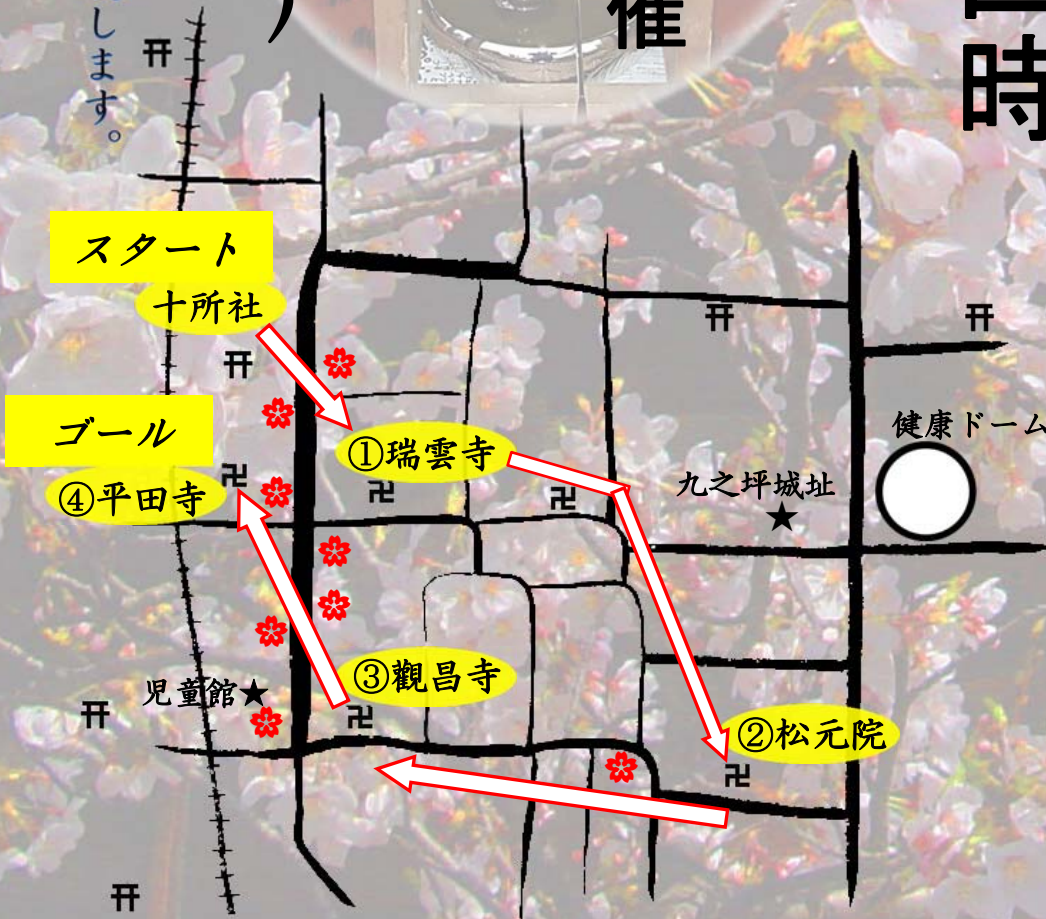 催
時
します。
スタート
十所社
ゴール
①瑞雲寺
④平田寺
九之坪城址
健康ドーム
③觀昌寺
児童館★
②松元院